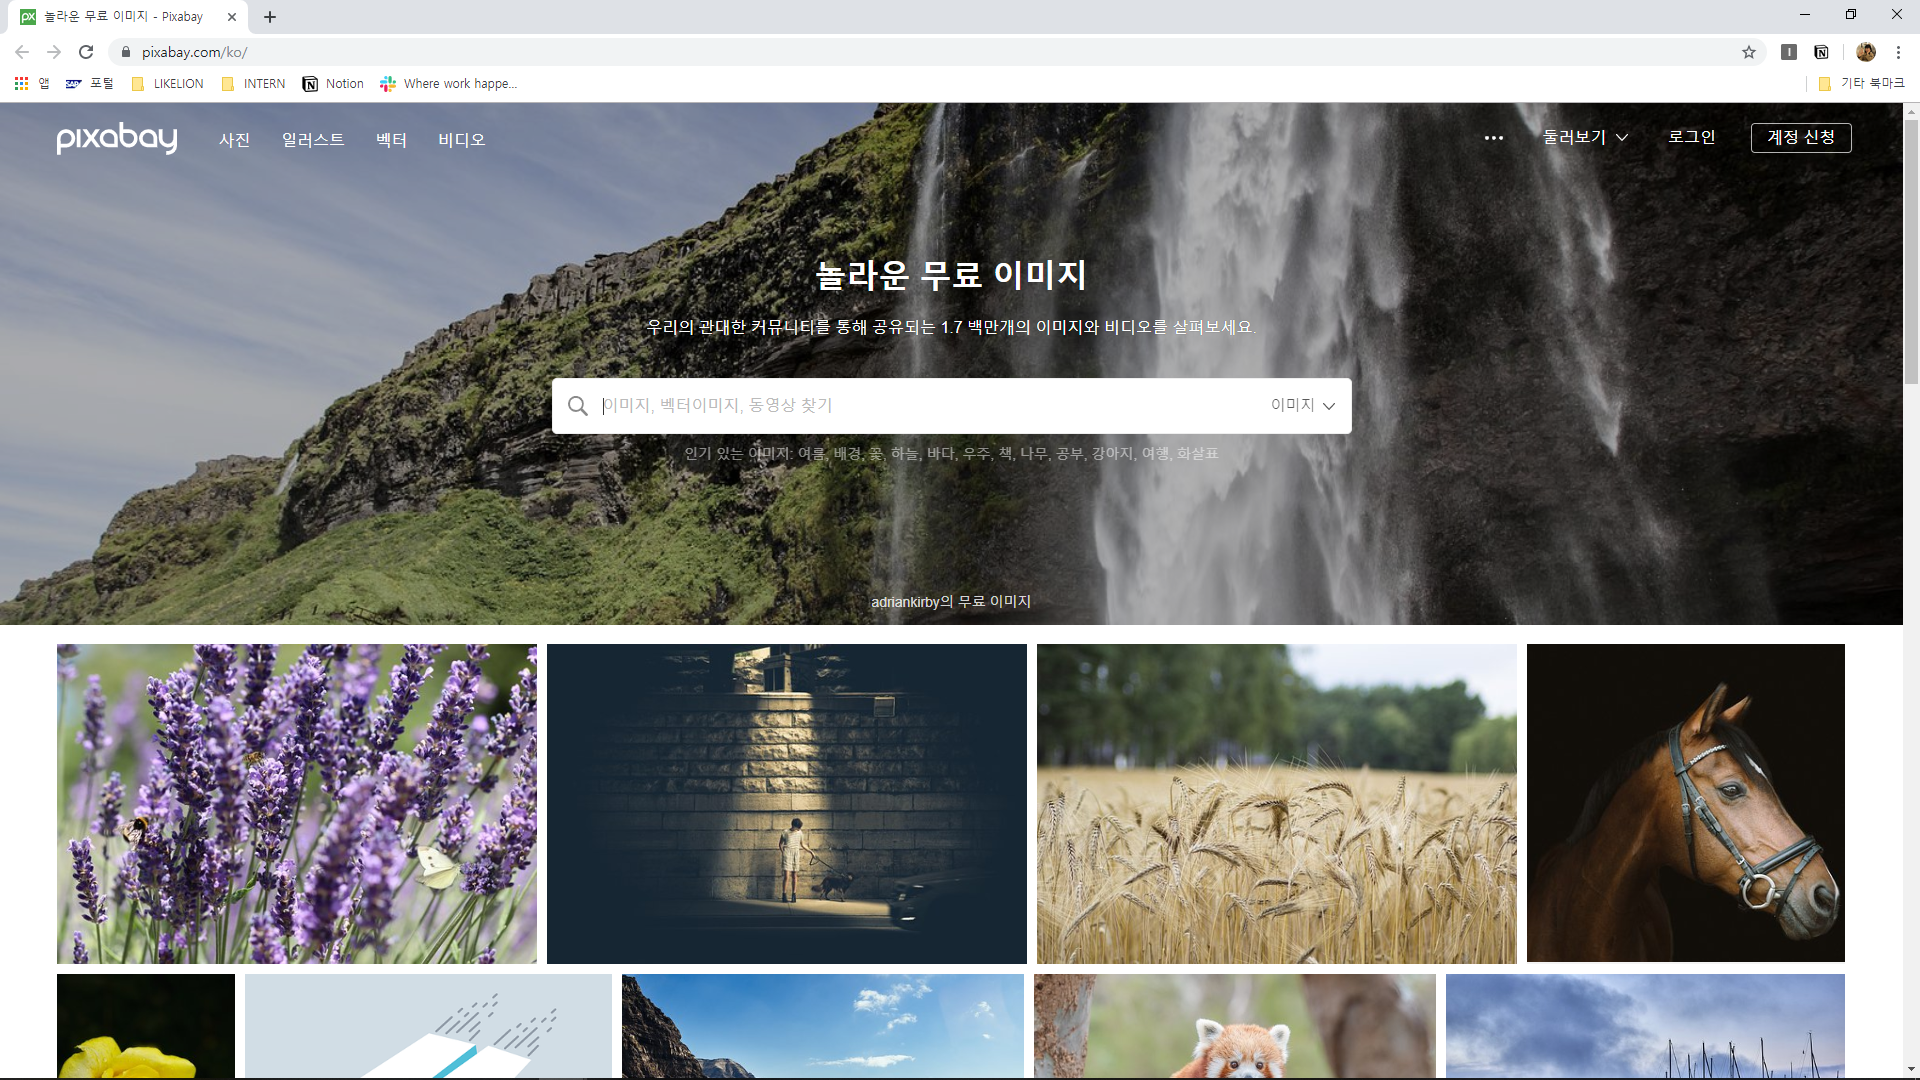 놀라운 무료 이미지 - Pixabay
pixabay.com/ko/
앱 포털 LIKELION INTERN Notion Where work happe... 기타 북마크
pixabay 사진 일러스트 벡터 비디오 ••• 둘러보기 로그인 계정 신청
놀라운 무료 이미지
우리의 관대한 커뮤니티를 통해 공유되는 1.7 백만개의 이미지와 비디오를 살펴보세요.
이미지, 벡터이미지, 동영상 찾기 이미지
인기 있는 이미지: 여름, 배경, 꽃, 하늘, 바다, 우주, 책, 나무, 공부, 강아지, 여행, 화살표
adriankirby의 무료 이미지